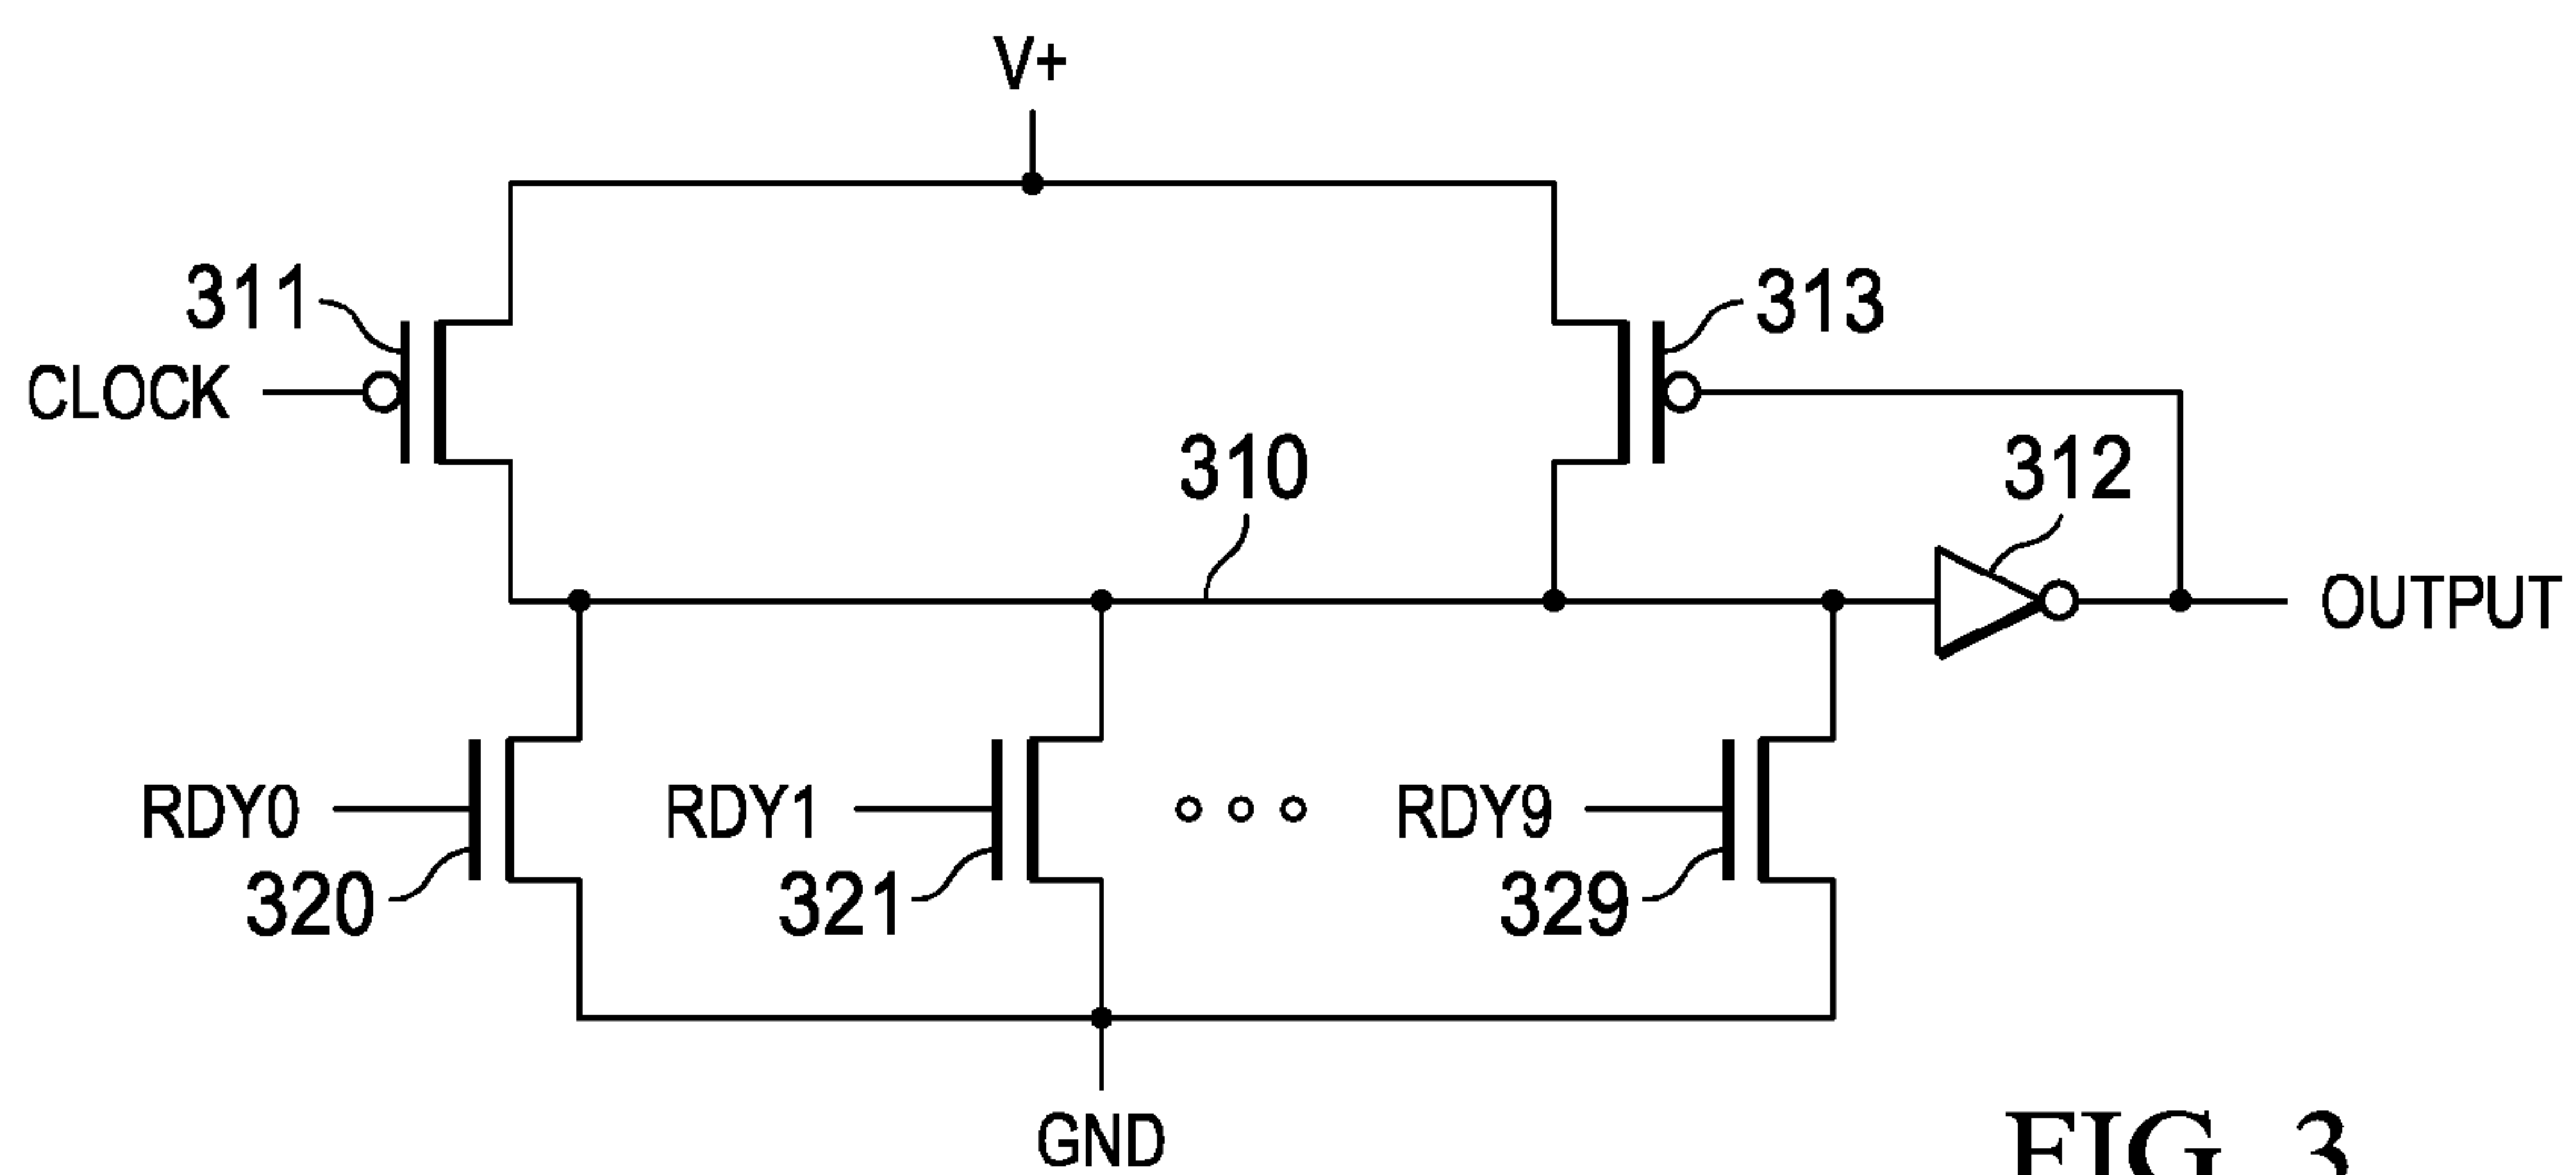 V+
311
313
CLOCK
310
312
OUTPUT
RDY0
RDY1
RDY9
320
321
329
GND
FIG. 3